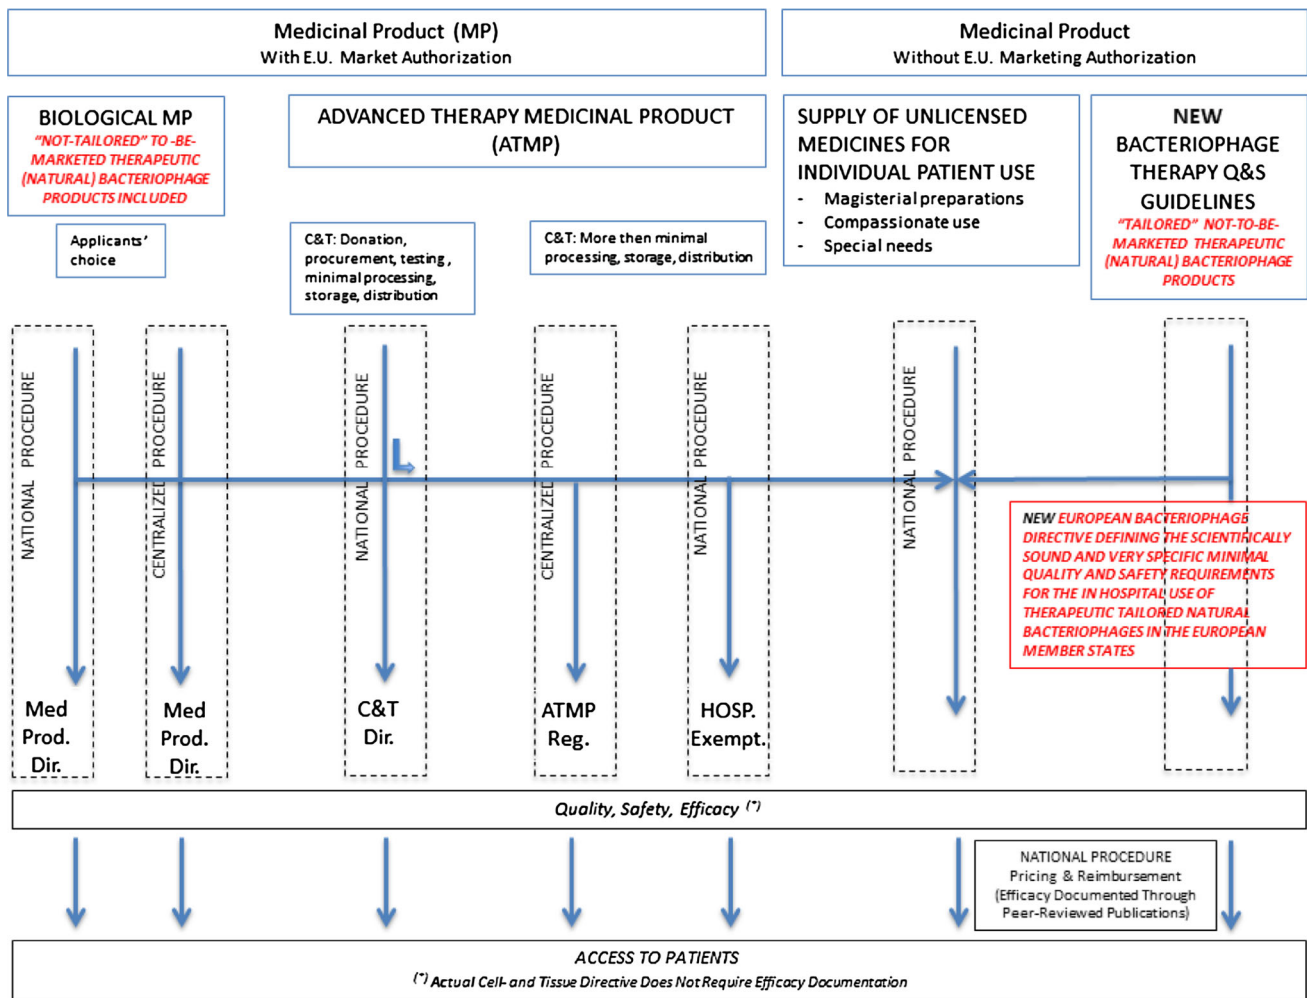 Medicinal Product (MP)
With E.U. Market Authorization
Medicinal Product
Without E.U. Marketing Authorization
BIOLOGICAL MP
"NOT-TAILORED" TO -BE-
MARKETED THERAPEUTIC
(NATURAL) BACTERIOPHAGE
PRODUCTS INCLUDED
ADVANCED THERAPY MEDICINAL PRODUCT
(ATMP)
SUPPLY OF UNLICENSED
MEDICINES FOR
INDIVIDUAL PATIENT USE
- Magisterial preparations
- Compassionate use
- Special needs
NEW
BACTERIOPHAGE
THERAPY Q&S
GUIDELINES
"TAILORED" NOT-TO-BE-
MARKETED THERAPEUTIC
(NATURAL) BACTERIOPHAGE
PRODUCTS
Applicants'
choice
C&T: Donation,
procurement, testing ,
minimal processing,
storage, distribution
C&T: More then minimal
processing, storage, distribution
NATIONAL PROCEDURE
CENTRALIZED PROCEDURE
NATIONAL PROCEDURE
CENTRALIZED PROCEDURE
NATIONAL PROCEDURE
NATIONAL PROCEDURE
NEW EUROPEAN BACTERIOPHAGE
DIRECTIVE DEFINING THE SCIENTIFICALLY
SOUND AND VERY SPECIFIC MINIMAL
QUALITY AND SAFETY REQUIREMENTS
FOR THE IN HOSPITAL USE OF
THERAPEUTIC TAILORED NATURAL
BACTERIOPHAGES IN THE EUROPEAN
MEMBER STATES
Med
Prod.
Dir.
Med
Prod.
Dir.
C&T
Dir.
ATMP
Reg.
HOSP.
Exempt.
Quality, Safety, Efficacy (*)
NATIONAL PROCEDURE
Pricing & Reimbursement
(Efficacy Documented Through
Peer-Reviewed Publications)
ACCESS TO PATIENTS
(*) Actual Cell- and Tissue Directive Does Not Require Efficacy Documentation